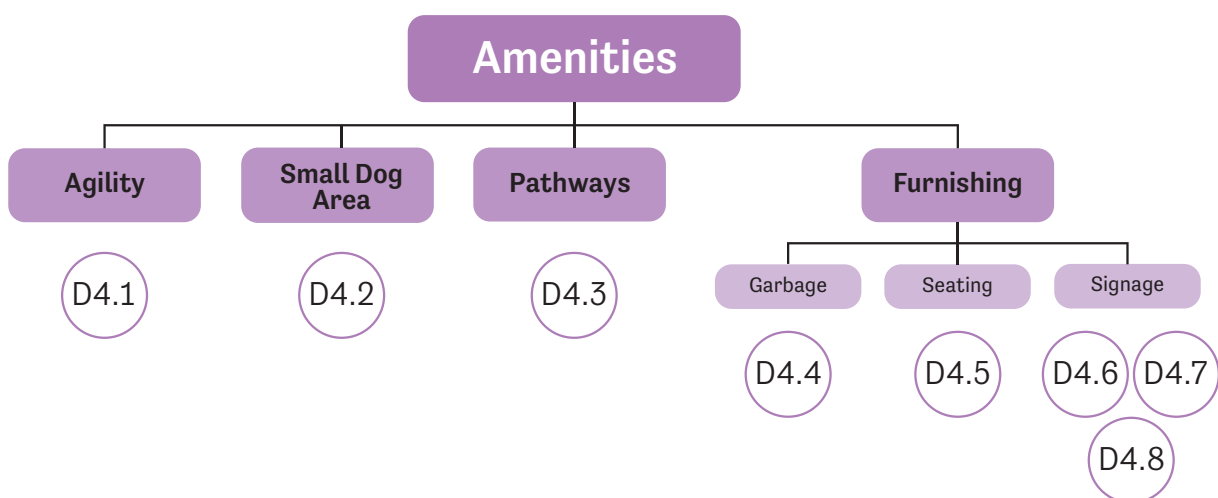 Amenities
Agility
Small Dog
Area
Pathways
Furnishing
D4.1
D4.2
D4.3
Garbage
Seating
Signage
D4.4
D4.5
D4.6
D4.7
D4.8